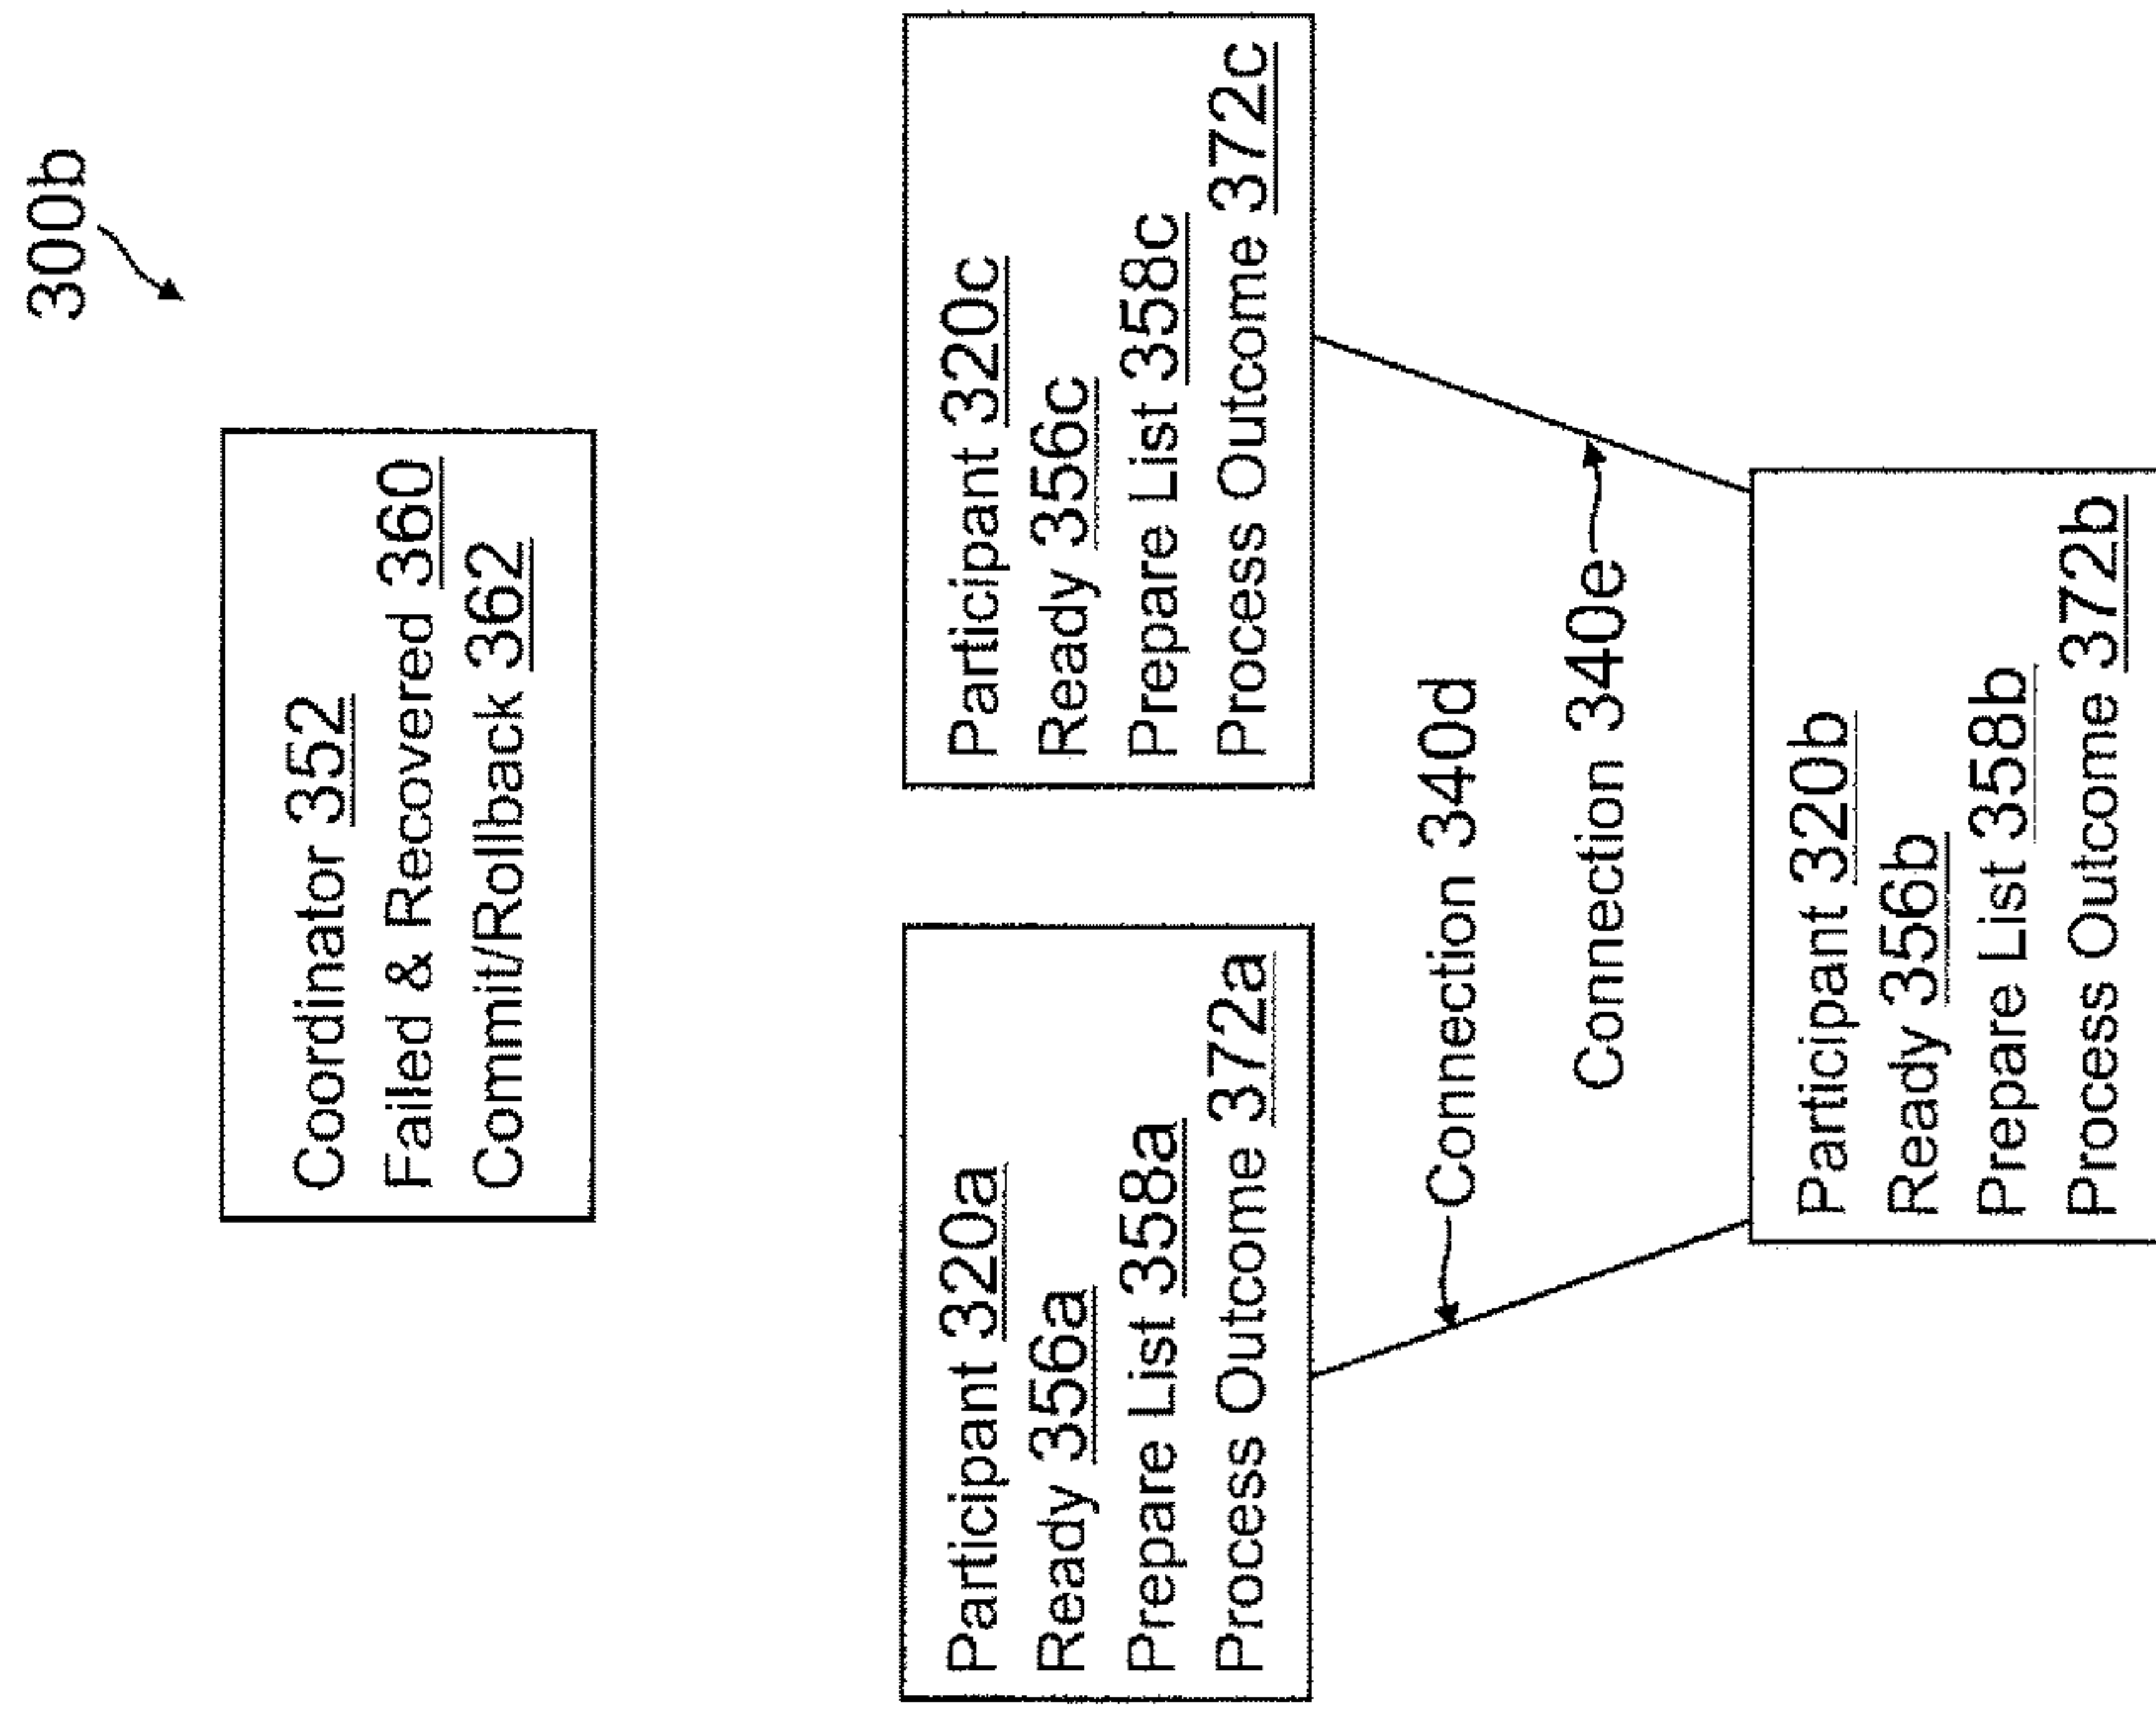 300b
Coordinator 352
Failed & Recovered 360
Commit/Rollback 362
Participant 320a
Ready 356a
Prepare List 358a
Process Outcome 372a
Participant 320c
Ready 356c
Prepare List 358c
Process Outcome 372c
Connection 340d
Connection 340e
Participant 320b
Ready 356b
Prepare List 358b
Process Outcome 372b